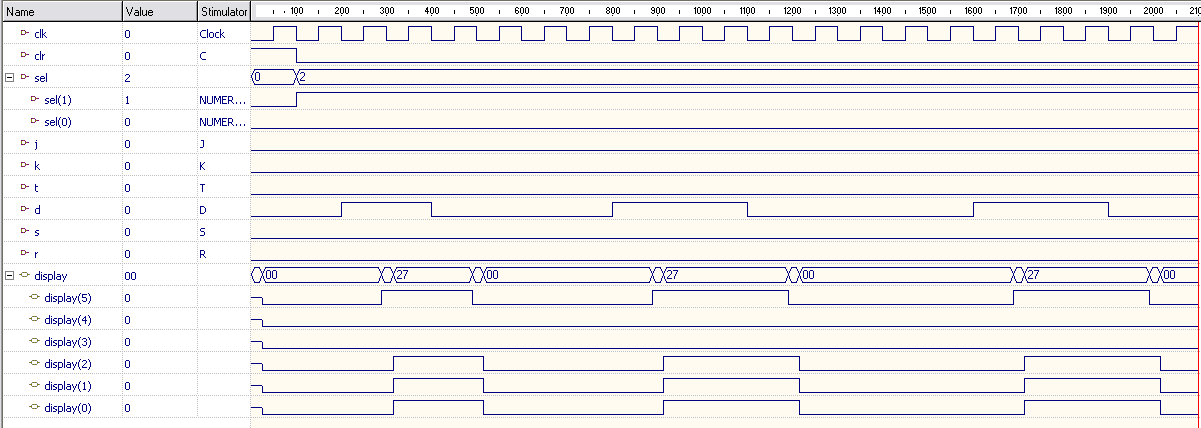 Name Value Stimulator 100 200 300 400 500 600 700 800 900 1000 1100 1200 1300 1400 1500 1600 1700 1800 1900 2000 210
clk 0 Clock
clr 0 C
sel 2 0 2
sel(1) 1 NUMER...
sel(0) 0 NUMER...
j 0 J
k 0 K
t 0 T
d 0 D
s 0 S
r 0 R
display 00 00 27 00 27 00 27 00
display(5) 0
display(4) 0
display(3) 0
display(2) 0
display(1) 0
display(0) 0